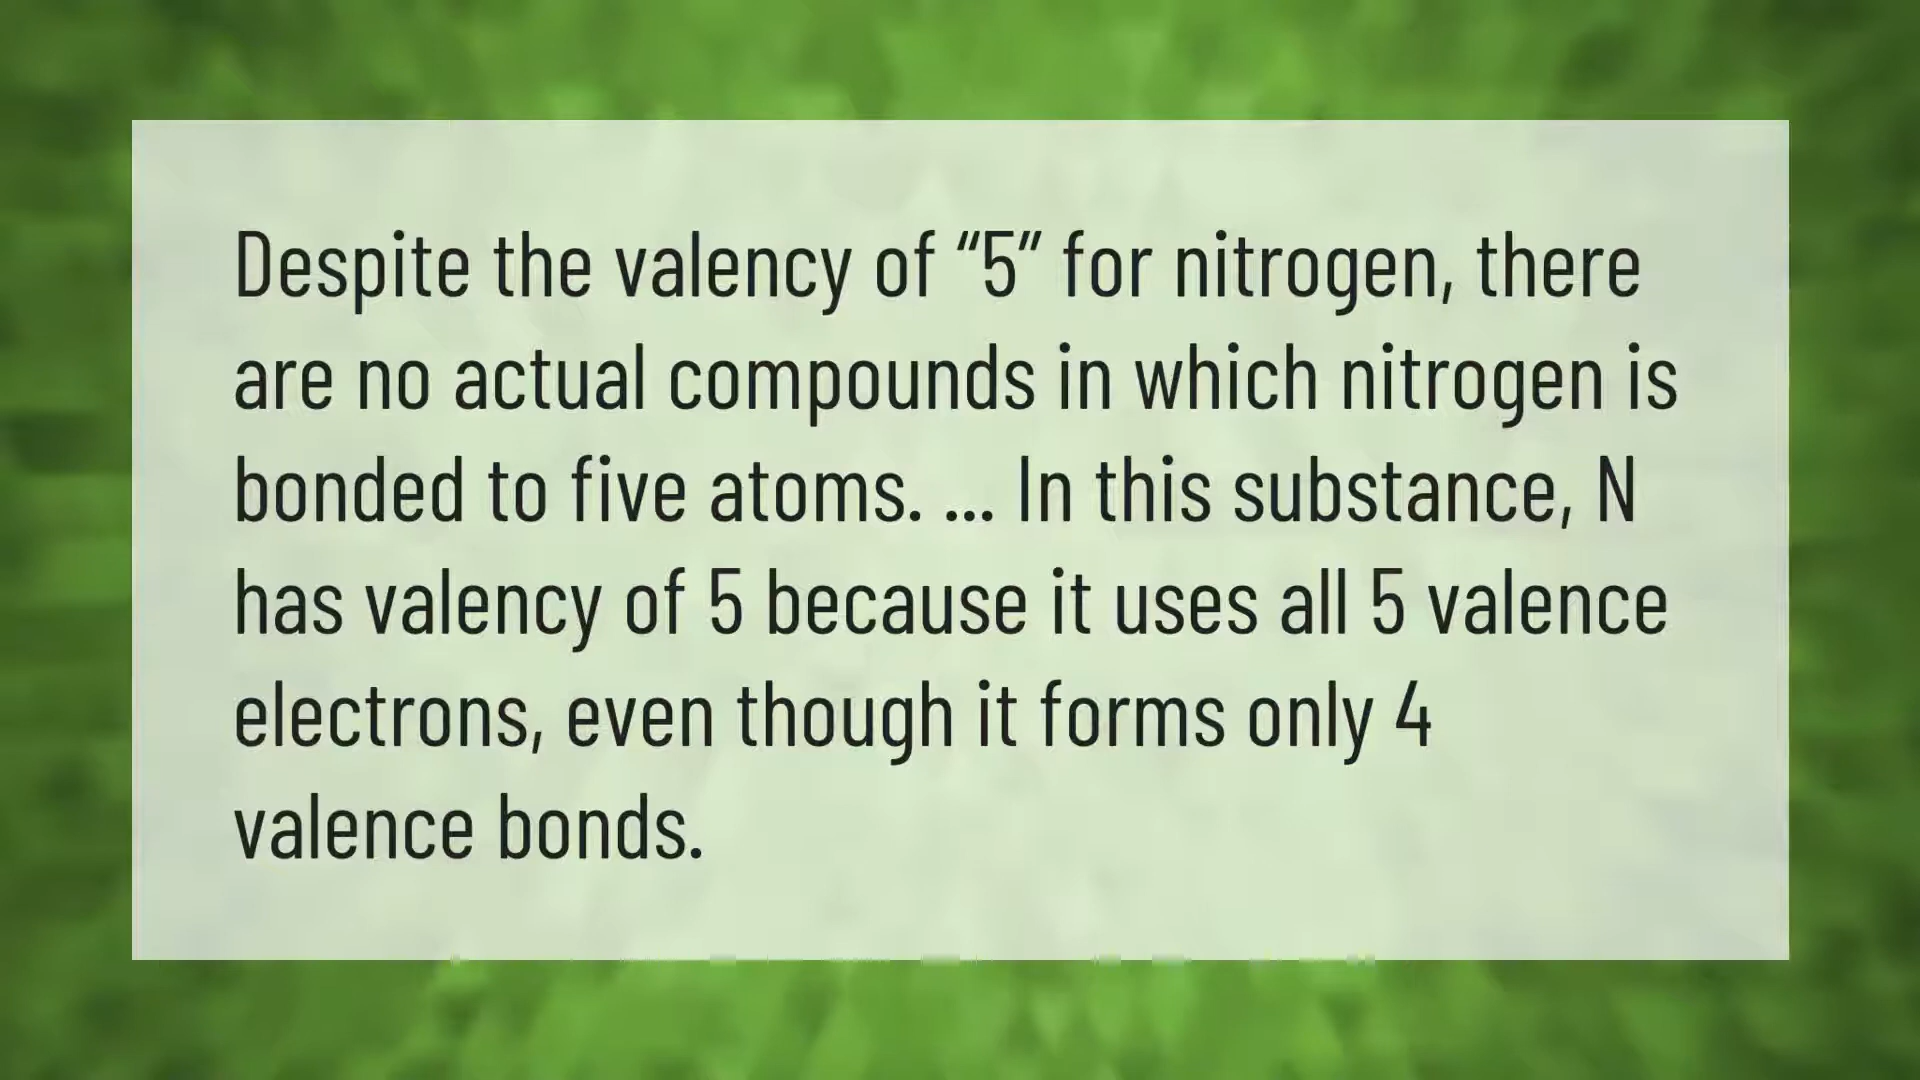 Despite the valency of “5” for nitrogen, there
are no actual compounds in which nitrogen is
bonded to five atoms. ... In this substance, N
has valency of 5 because it uses all 5 valence
electrons, even though it forms only 4
valence bonds.